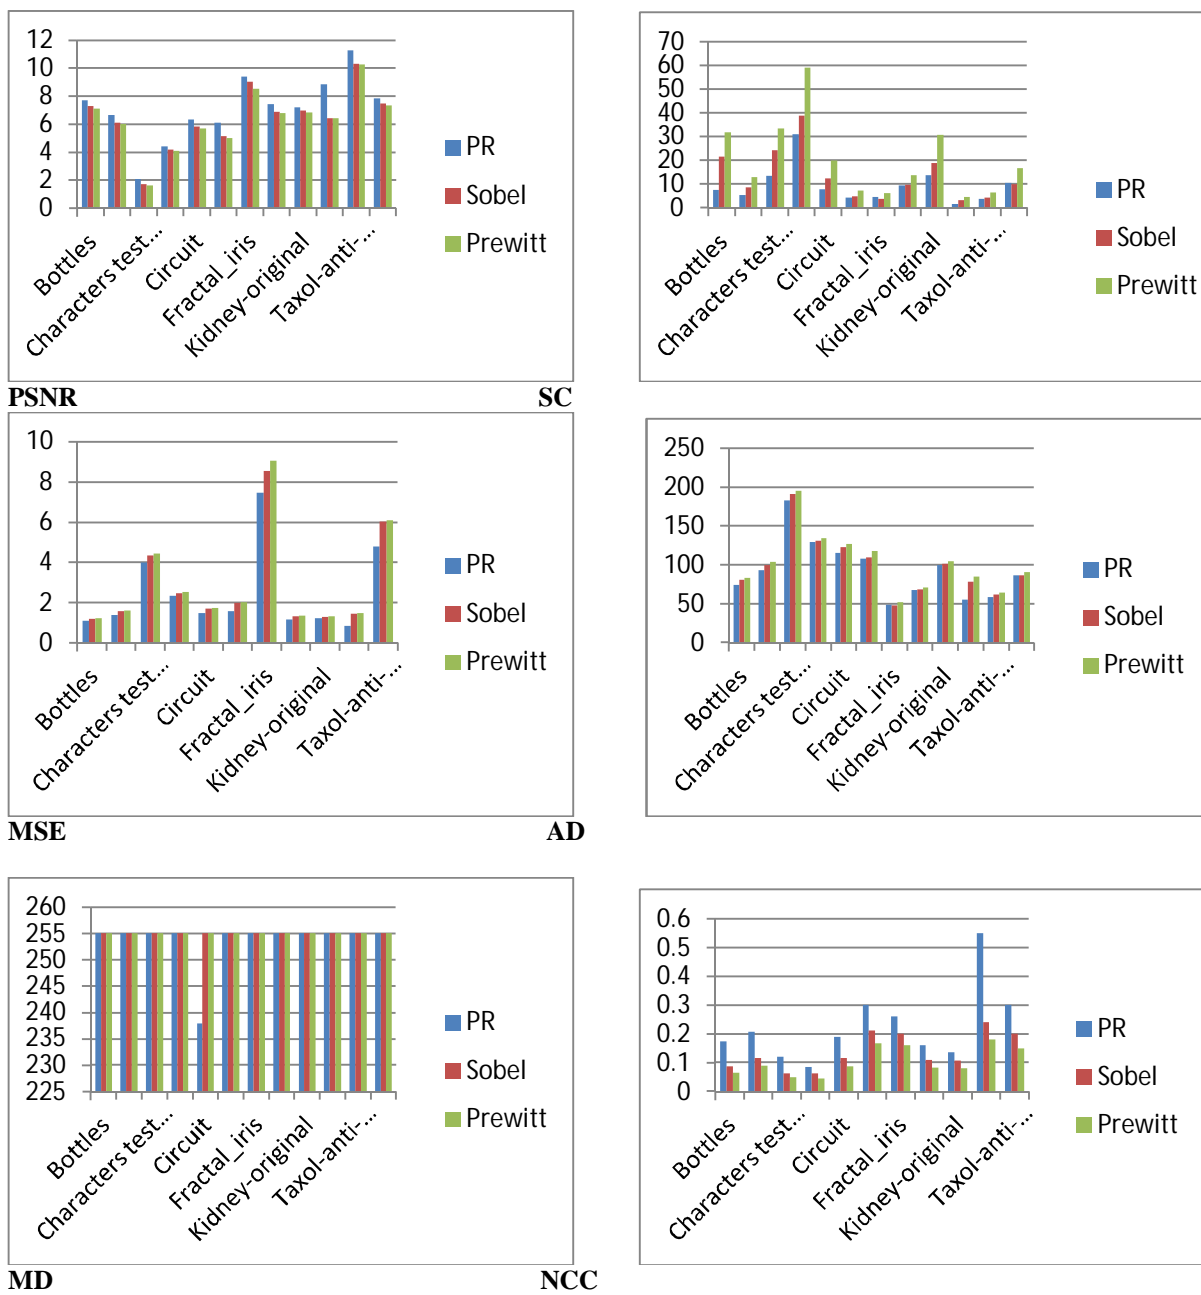 12
10
8
6
4
2
0
Bottles
Characters test...
Circuit
Fractal_iris
Kidney-original
Taxol-anti-...
PR
Sobel
Prewitt
70
60
50
40
30
20
10
0
Bottles
Characters test...
Circuit
Fractal_iris
Kidney-original
Taxol-anti-...
PR
Sobel
Prewitt
PSNR SC
10
8
6
4
2
0
Bottles
Characters test...
Circuit
Fractal_iris
Kidney-original
Taxol-anti-...
PR
Sobel
Prewitt
250
200
150
100
50
0
Bottles
Characters test...
Circuit
Fractal_iris
Kidney-original
Taxol-anti-...
PR
Sobel
Prewitt
MSE AD
260
255
250
245
240
235
230
225
Bottles
Characters test...
Circuit
Fractal_iris
Kidney-original
Taxol-anti-...
PR
Sobel
Prewitt
0.6
0.5
0.4
0.3
0.2
0.1
0
Bottles
Characters test...
Circuit
Fractal_iris
Kidney-original
Taxol-anti-...
PR
Sobel
Prewitt
MD NCC